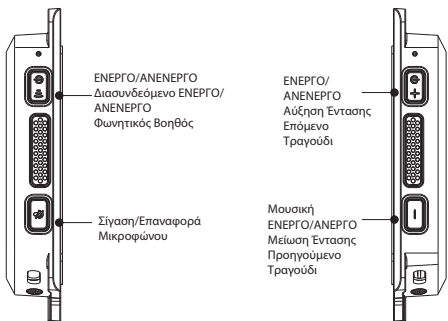 ΕΝΕΡΓΟ/ΑΝΕΝΕΡΓΟ
Διασυνδεόμενο ΕΝΕΡΓΟ/
ΑΝΕΝΕΡΓΟ
Φωνητικός Βοηθός
Σίγαση/Επαναφορά
Μικροφώνου
ΕΝΕΡΓΟ/
ΑΝΕΝΕΡΓΟ
Αύξηση Έντασης
Επόμενο
Τραγούδι
Μουσική
ΕΝΕΡΓΟ/ΑΝΕΡΓΟ
Μείωση Έντασης
Προηγούμενο
Τραγούδι